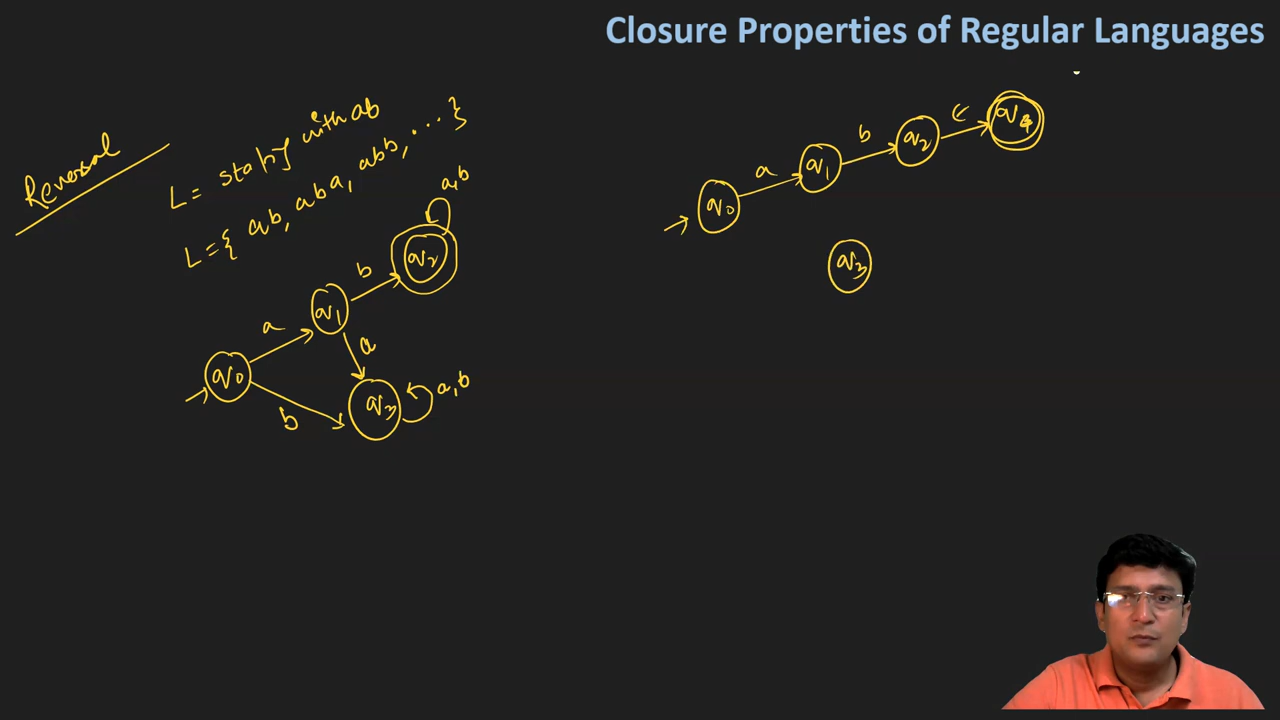 Closure Properties of Regular Languages
Reversal
L = starting with ab
L = { ab, aba, abb, ... }
a,b
q2
b
q1
a
a
q0
q3
a,b
b
ϵ
q4
b
q2
a
q1
q0
q3